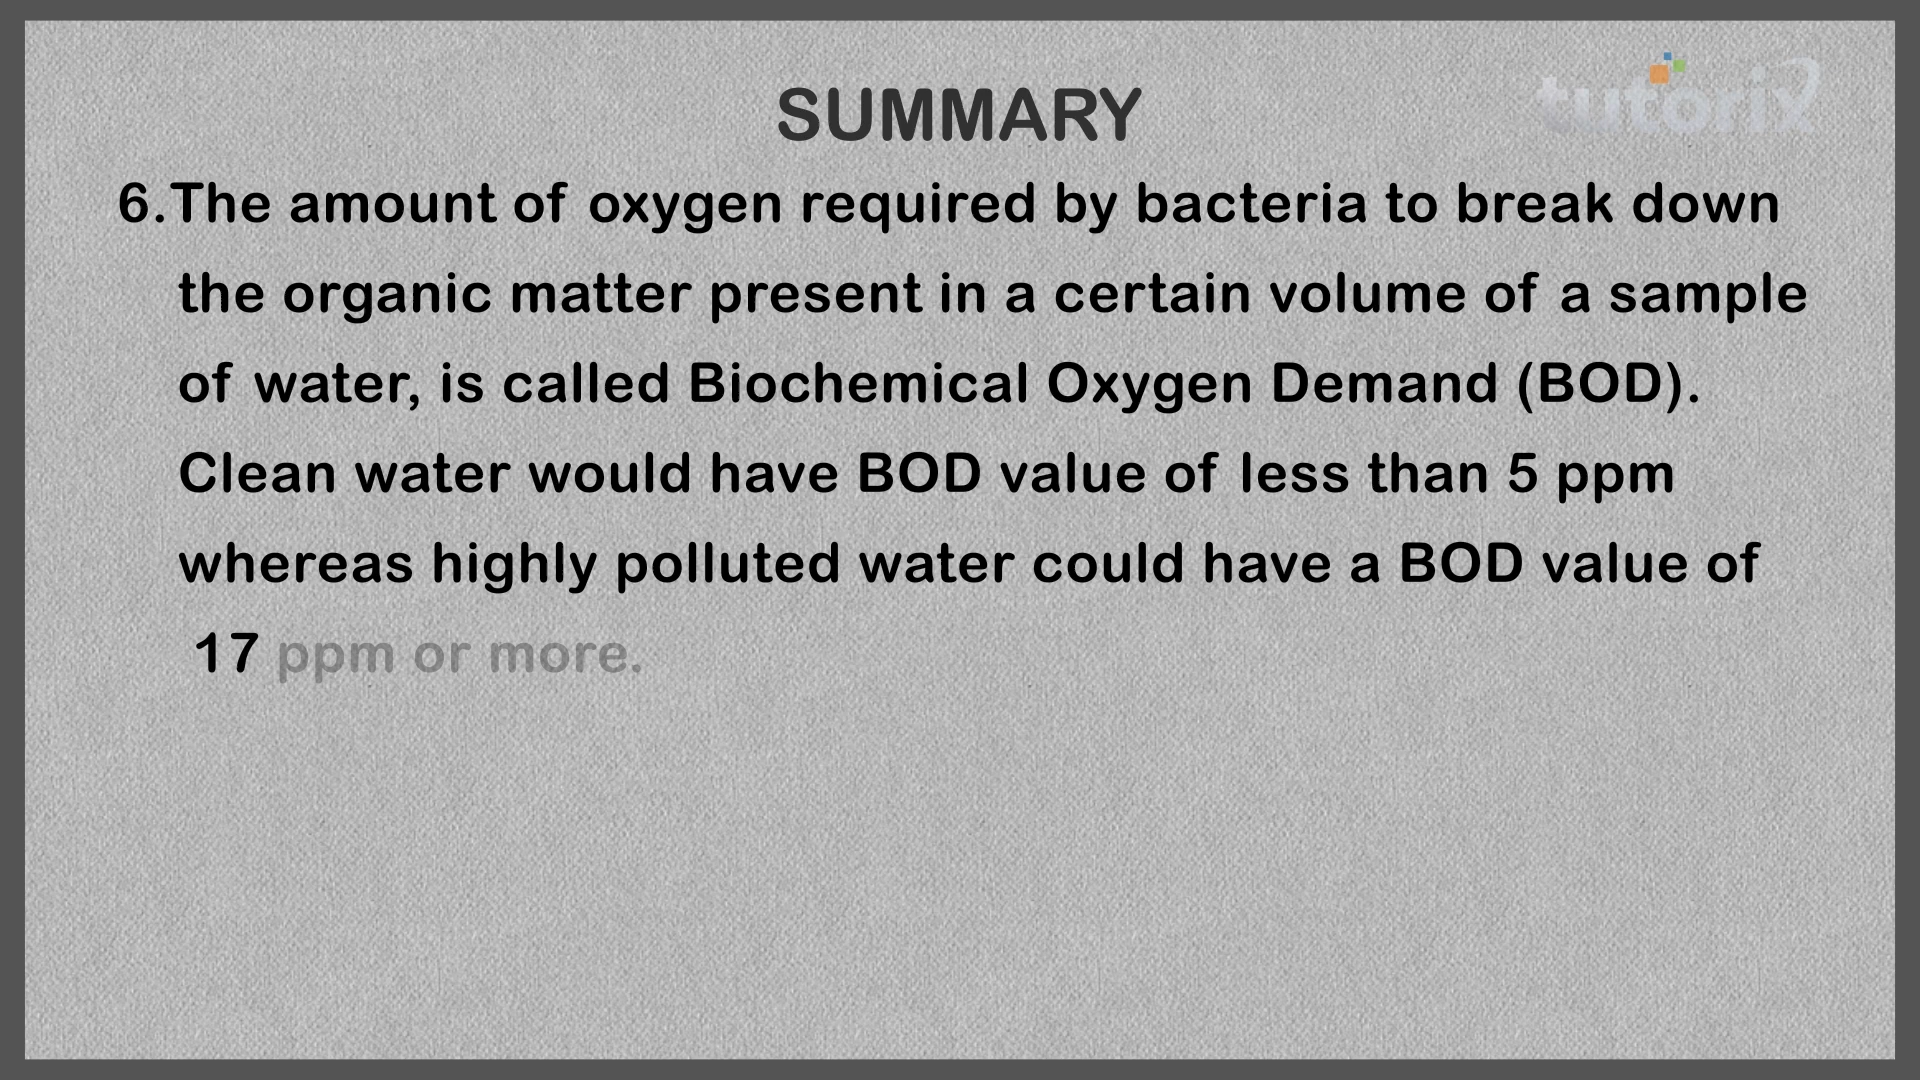 tutorix
SUMMARY
6.The amount of oxygen required by bacteria to break down
the organic matter present in a certain volume of a sample
of water, is called Biochemical Oxygen Demand (BOD).
Clean water would have BOD value of less than 5 ppm
whereas highly polluted water could have a BOD value of
17 ppm or more.